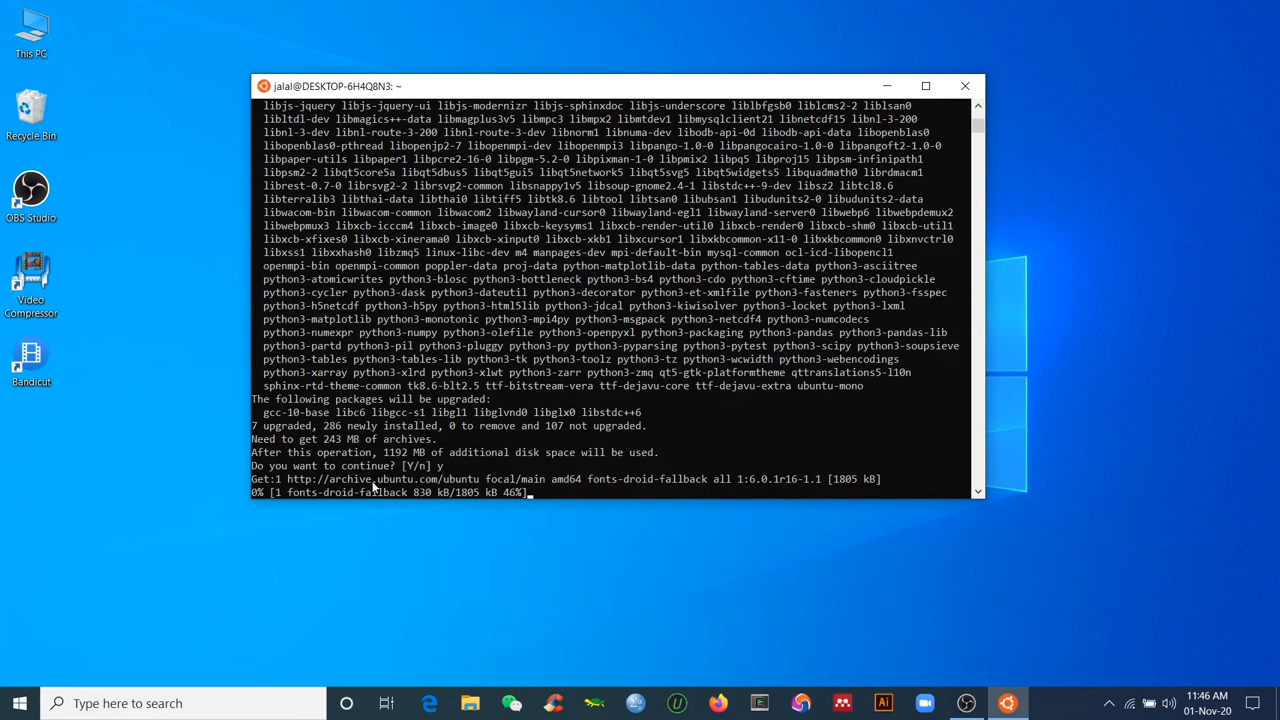 This PC
Recycle Bin
OBS Studio
Video
Compressor
Bandicut
jalal@DESKTOP-6H4Q8N3: ~
libjs-jquery libjs-jquery-ui libjs-modernizr libjs-sphinxdoc libjs-underscore liblbfgsb0 liblcms2-2 liblsan0
libltdl-dev libmagics++-data libmagplus3v5 libmpc3 libmpx2 libmtdev1 libmysqlclient21 libnetcdf15 libnl-3-200
libnl-3-dev libnl-route-3-200 libnl-route-3-dev libnorm1 libnuma-dev libodb-api-0d libodb-api-data libopenblas0
libopenblas0-pthread libopenjp2-7 libopenmpi-dev libopenmpi3 libpango-1.0-0 libpangocairo-1.0-0 libpangoft2-1.0-0
libpaper-utils libpaper1 libpcre2-16-0 libpgm-5.2-0 libpixman-1-0 libpmix2 libpq5 libproj15 libpsm-infinipath1
libpsm2-2 libqt5core5a libqt5dbus5 libqt5gui5 libqt5network5 libqt5svg5 libqt5widgets5 libquadmath0 librdmacm1
librest-0.7-0 librsvg2-2 librsvg2-common libsnappy1v5 libsoup-gnome2.4-1 libstdc++-9-dev libsz2 libtcl8.6
libterralib3 libthai-data libthai0 libtiff5 libtk8.6 libtool libtsan0 libubsan1 libudunits2-0 libudunits2-data
libwacom-bin libwacom-common libwacom2 libwayland-cursor0 libwayland-egl1 libwayland-server0 libwebp6 libwebpdemux2
libwebpmux3 libxcb-icccm4 libxcb-image0 libxcb-keysyms1 libxcb-render-util0 libxcb-render0 libxcb-shm0 libxcb-util1
libxcb-xfixes0 libxcb-xinerama0 libxcb-xinput0 libxcb-xkb1 libxcursor1 libxkbcommon-x11-0 libxkbcommon0 libxnvctrl0
libxss1 libxxhash0 libzmq5 linux-libc-dev m4 manpages-dev mpi-default-bin mysql-common ocl-icd-libopencl1
openmpi-bin openmpi-common poppler-data proj-data python-matplotlib-data python-tables-data python3-asciitree
python3-atomicwrites python3-blosc python3-bottleneck python3-bs4 python3-cdo python3-cftime python3-cloudpickle
python3-cycler python3-dask python3-dateutil python3-decorator python3-et-xmlfile python3-fasteners python3-fsspec
python3-h5netcdf python3-h5py python3-html5lib python3-jdcal python3-kiwisolver python3-locket python3-lxml
python3-matplotlib python3-monotonic python3-mpi4py python3-msgpack python3-netcdf4 python3-numcodecs
python3-numexpr python3-numpy python3-olefile python3-openpyxl python3-packaging python3-pandas python3-pandas-lib
python3-partd python3-pil python3-pluggy python3-py python3-pyparsing python3-pytest python3-scipy python3-soupsieve
python3-tables python3-tables-lib python3-tk python3-toolz python3-tz python3-wcwidth python3-webencodings
python3-xarray python3-xlrd python3-xlwt python3-zarr python3-zmq qt5-gtk-platformtheme qttranslations5-l10n
sphinx-rtd-theme-common tk8.6-blt2.5 ttf-bitstream-vera ttf-dejavu-core ttf-dejavu-extra ubuntu-mono
The following packages will be upgraded:
gcc-10-base libc6 libgcc-s1 libgl1 libglvnd0 libglx0 libstdc++6
7 upgraded, 286 newly installed, 0 to remove and 107 not upgraded.
Need to get 243 MB of archives.
After this operation, 1192 MB of additional disk space will be used.
Do you want to continue? [Y/n] y
Get:1 http://archive.ubuntu.com/ubuntu focal/main amd64 fonts-droid-fallback all 1:6.0.1r16-1.1 [1805 kB]
0% [1 fonts-droid-fallback 830 kB/1805 kB 46%]
Type here to search
11:46 AM
01-Nov-20